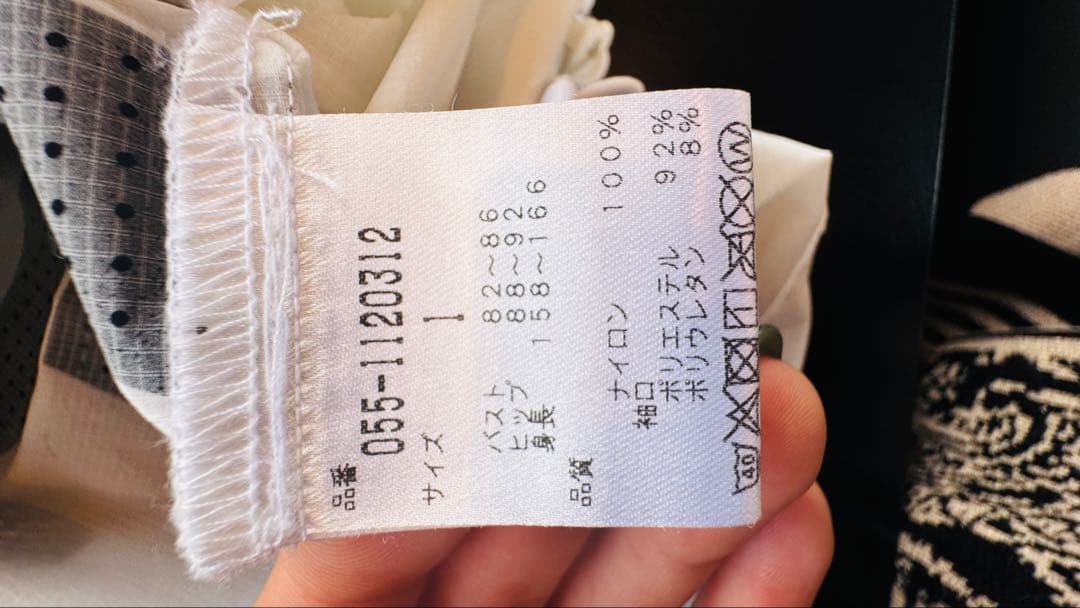 品番
055-1120312
サイズ 1
バスト 82~86
ヒップ 88~92
身長 158~166
品質
ナイロン 100%
袖口
ポリエステル 92%
ポリウレタン 8%
40 W